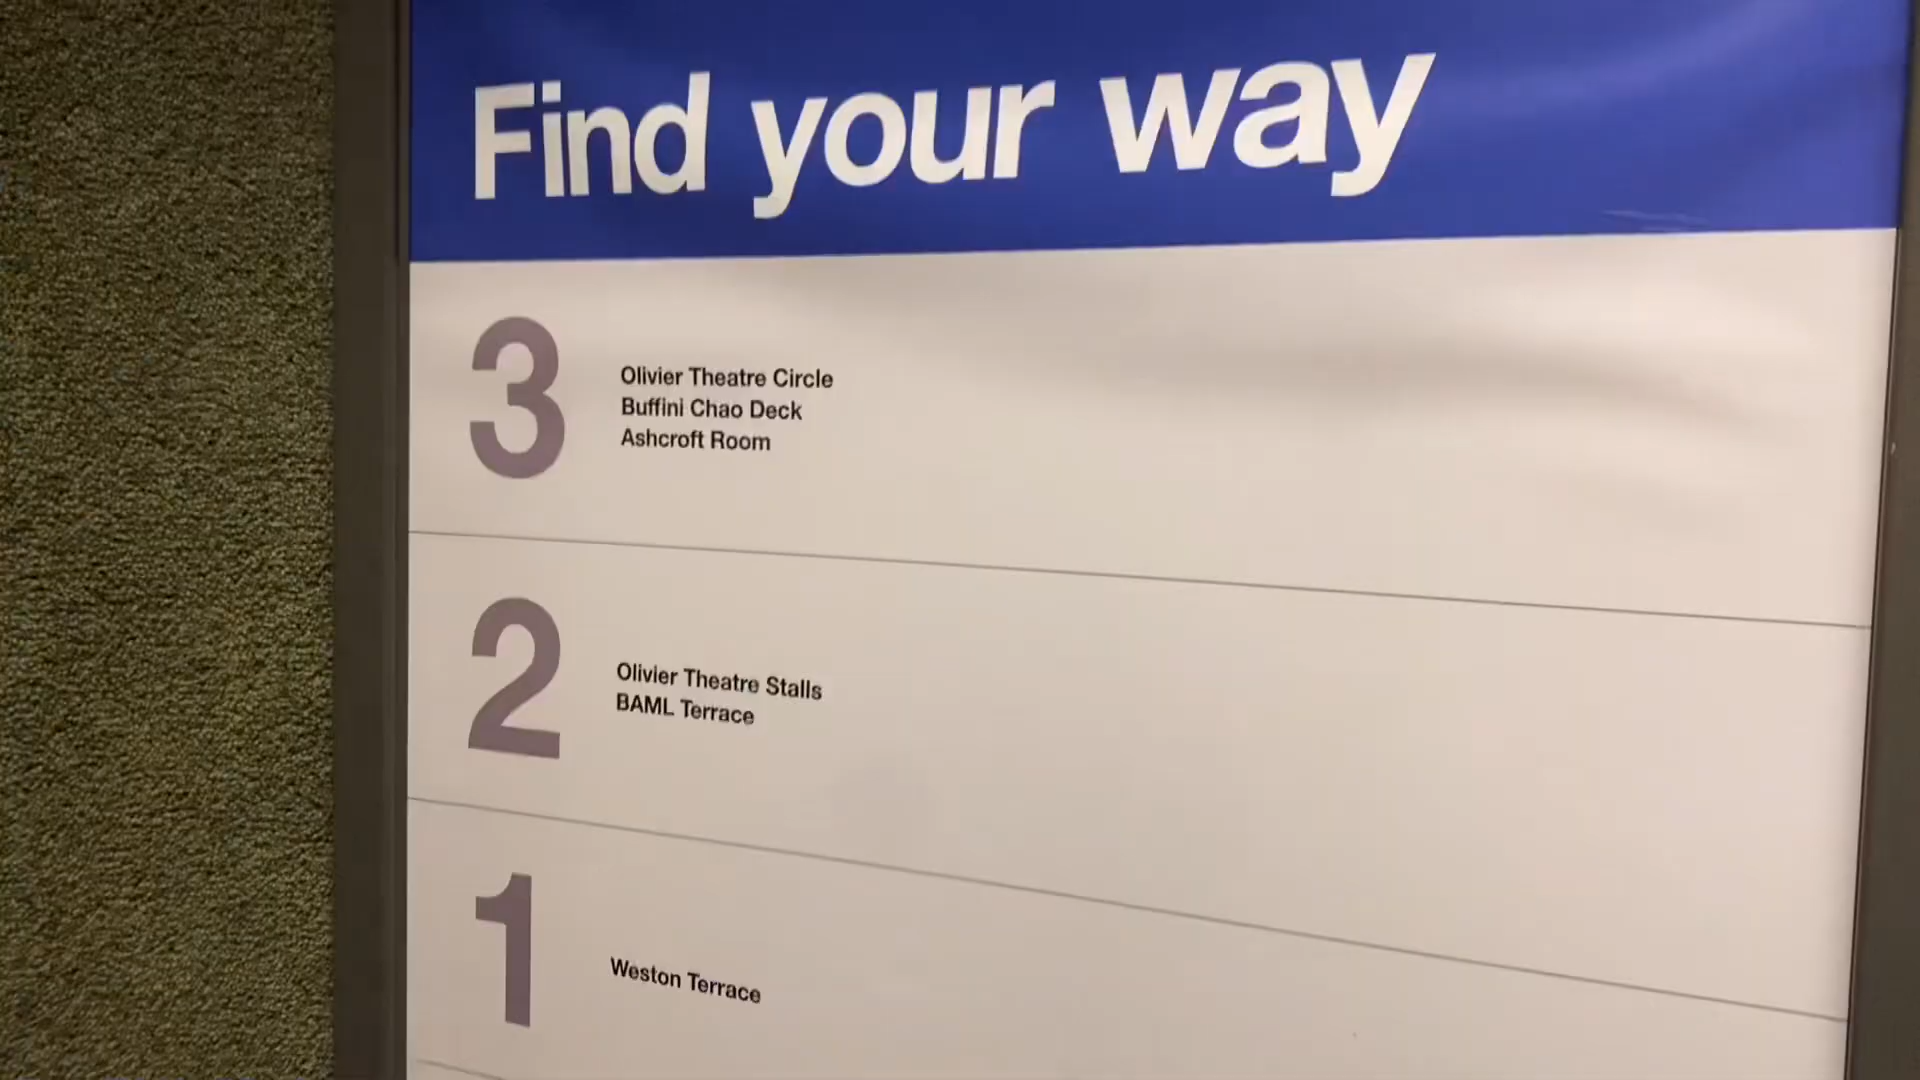 Find your way
3
Olivier Theatre Circle
Buffini Chao Deck
Ashcroft Room
2
Olivier Theatre Stalls
BAML Terrace
1
Weston Terrace